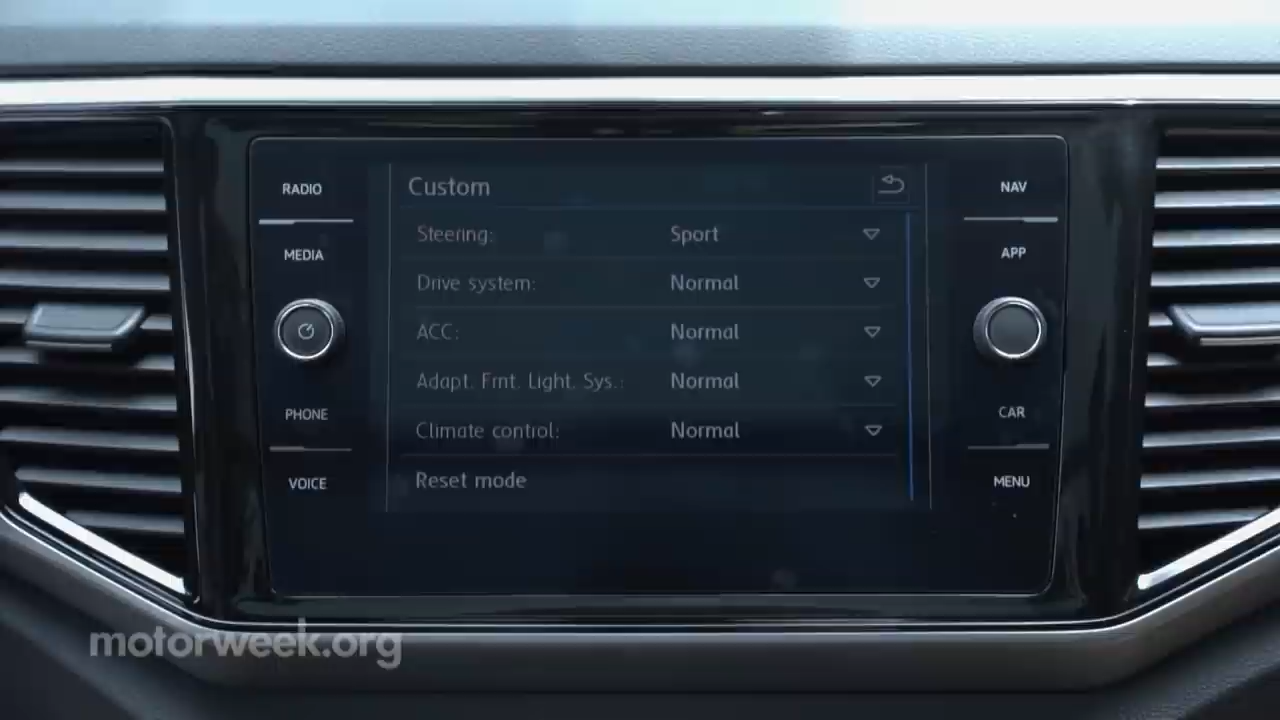 RADIO
MEDIA
PHONE
VOICE
Custom
Steering: Sport
Drive system: Normal
ACC: Normal
Adapt. Frnt. Light. Sys.: Normal
Climate control: Normal
Reset mode
NAV
APP
CAR
MENU
motorweek.org